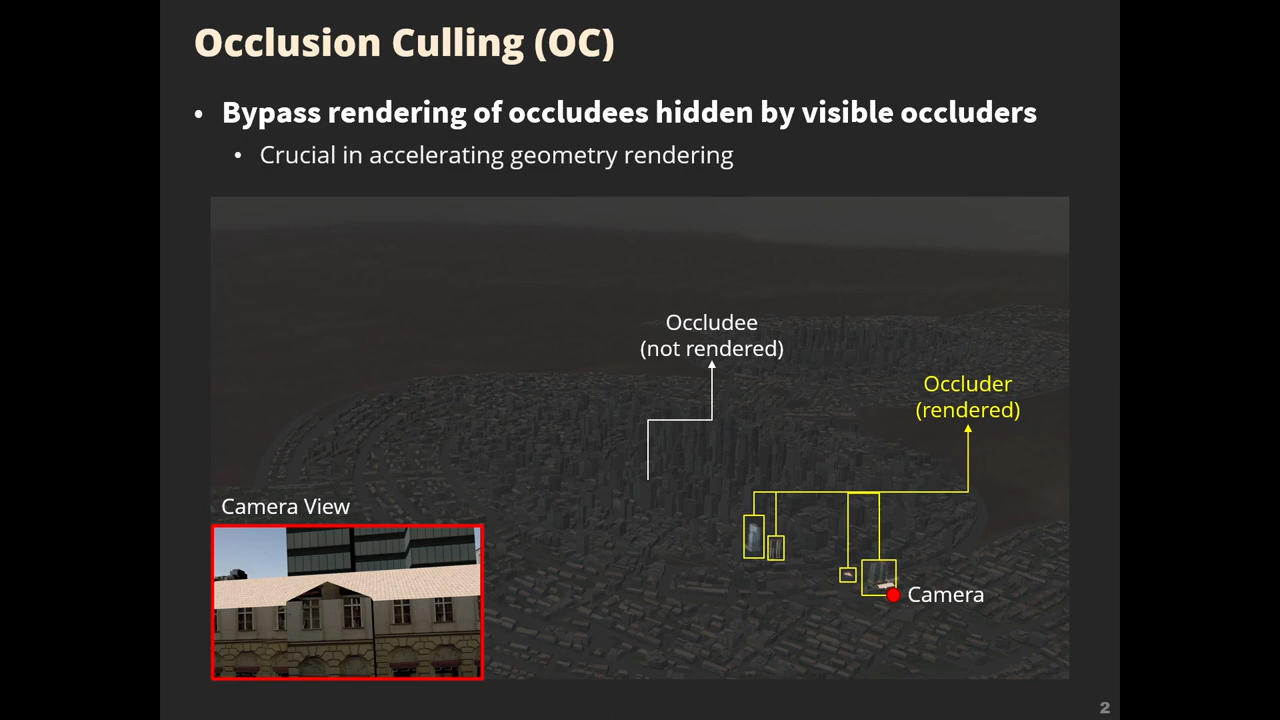 Occlusion Culling (OC)
• Bypass rendering of occludees hidden by visible occluders
• Crucial in accelerating geometry rendering
Occludee
(not rendered)
Occluder
(rendered)
Camera View
Camera
2